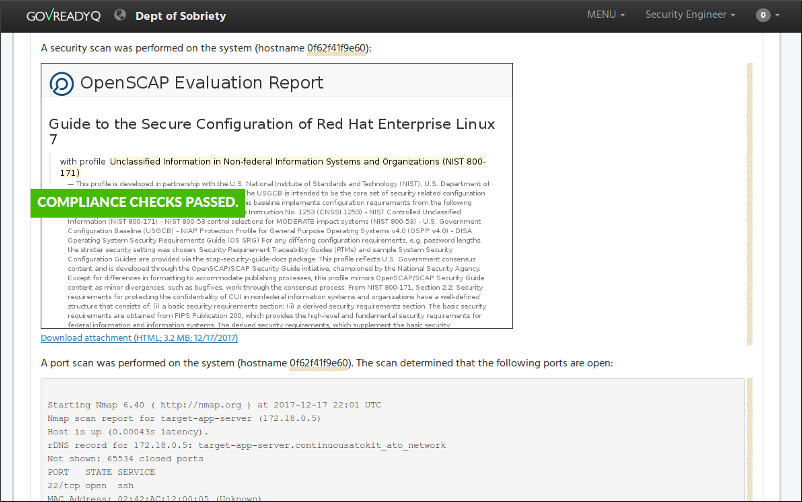 GOVREADYQ Dept of Sobriety MENU Security Engineer 0
A security scan was performed on the system (hostname 0f62f41f9e60):
OpenSCAP Evaluation Report
Guide to the Secure Configuration of Red Hat Enterprise Linux
7
with profile Unclassified Information in Non-federal Information Systems and Organizations (NIST 800-
171)
— This profile is developed in partnership with the U.S. National Institute of Standards and Technology (NIST), U.S. Department of
The USGCB is intended to be the core set of security related configuration
COMPLIANCE CHECKS PASSED.
is baseline implements configuration requirements from the following
Instruction No. 1253 (CNSSI 1253) - NIST Controlled Unclassified
Information (NIST 800-171) - NIST 800-53 control selections for MODERATE impact systems (NIST 800-53) - U.S. Government
Configuration Baseline (USGCB) - NIAP Protection Profile for General Purpose Operating Systems v4.0 (OSPP v4.0) - DISA
Operating System Security Requirements Guide (OS SRG) For any differing configuration requirements, e.g. password lengths,
the stricter security setting was chosen. Security Requirement Traceability Guides (RTMs) and sample System Security
Configuration Guides are provided via the scap-security-guide-docs package. This profile reflects U.S. Government consensus
content and is developed through the OpenSCAP/SCAP Security Guide initiative, championed by the National Security Agency.
Except for differences in formatting to accommodate publishing processes, this profile mirrors OpenSCAP/SCAP Security Guide
content as minor divergences, such as bugfixes, work through the consensus process. From NIST 800-171, Section 2.2: Security
requirements for protecting the confidentiality of CUI in nonfederal information systems and organizations have a well-defined
structure that consists of: (i) a basic security requirements section; (ii) a derived security requirements section. The basic security
requirements are obtained from FIPS Publication 200, which provides the high-level and fundamental security requirements for
federal information and information systems. The derived security requirements, which supplement the basic security
Download attachment (HTML; 3.2 MB; 12/17/2017)
A port scan was performed on the system (hostname 0f62f41f9e60). The scan determined that the following ports are open:
Starting Nmap 6.40 ( http://nmap.org ) at 2017-12-17 22:01 UTC
Nmap scan report for target-app-server (172.18.0.5)
Host is up (0.00043s latency).
rDNS record for 172.18.0.5: target-app-server.continuousatokit_ato_network
Not shown: 65534 closed ports
PORT STATE SERVICE
22/tcp open ssh
MAC Address: 02:42:AC:12:00:05 (Unknown)